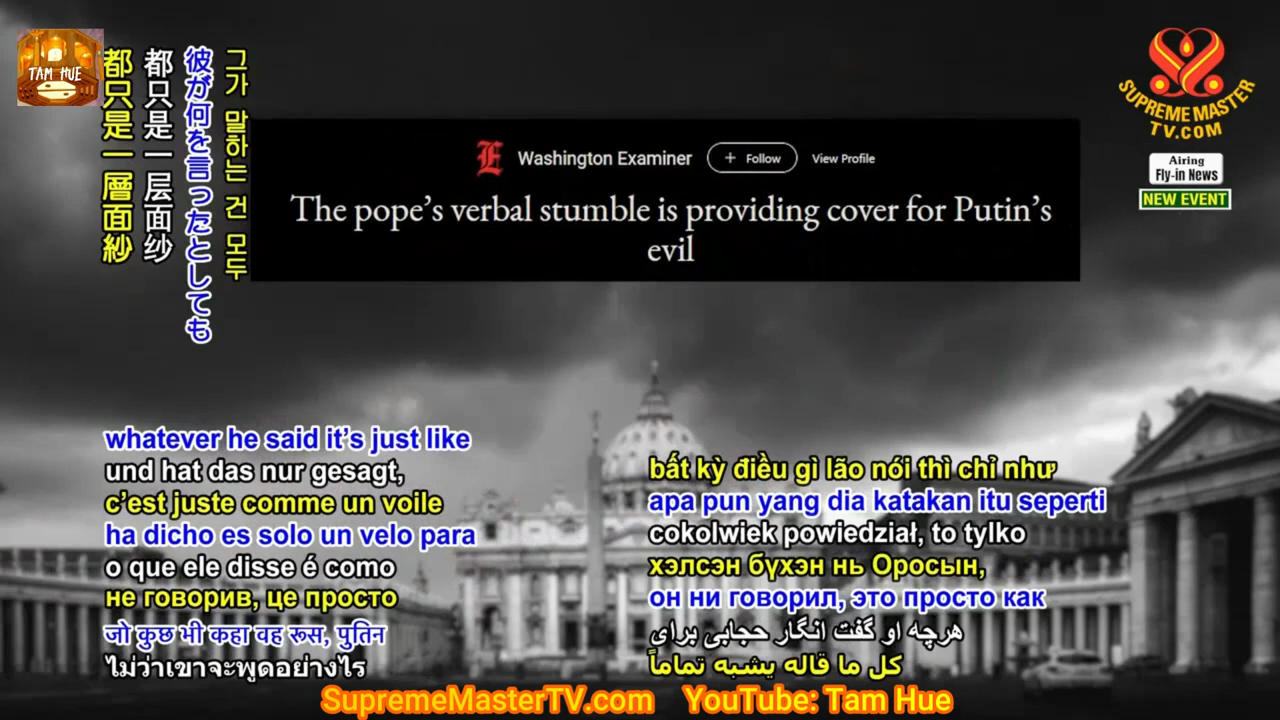 TAM HUE
都只是一層面紗
都只是一层面纱
彼が何を言ったとしても
그가 말하는 건 모두
Washington Examiner
+ Follow
View Profile
The pope's verbal stumble is providing cover for Putin's
evil
SUPREME MASTER
TV.COM
Airing
Fly-in News
NEW EVENT
whatever he said it's just like
und hat das nur gesagt,
c'est juste comme un voile
ha dicho es solo un velo para
o que ele disse é como
не говорив, це просто
जो कुछ भी कहा वह रूस, पुतिन
ไม่ว่าเขาจะพูดอย่างไร
bất kỳ điều gì lão nói thì chỉ như
apa pun yang dia katakan itu seperti
cokolwiek powiedział, to tylko
хэлсэн бүхэн нь Оросын,
он ни говорил, это просто как
هرچه او گفت انگار حجابی برای
كل ما قاله يشبه تماماً
SupremeMasterTV.com YouTube: Tam Hue